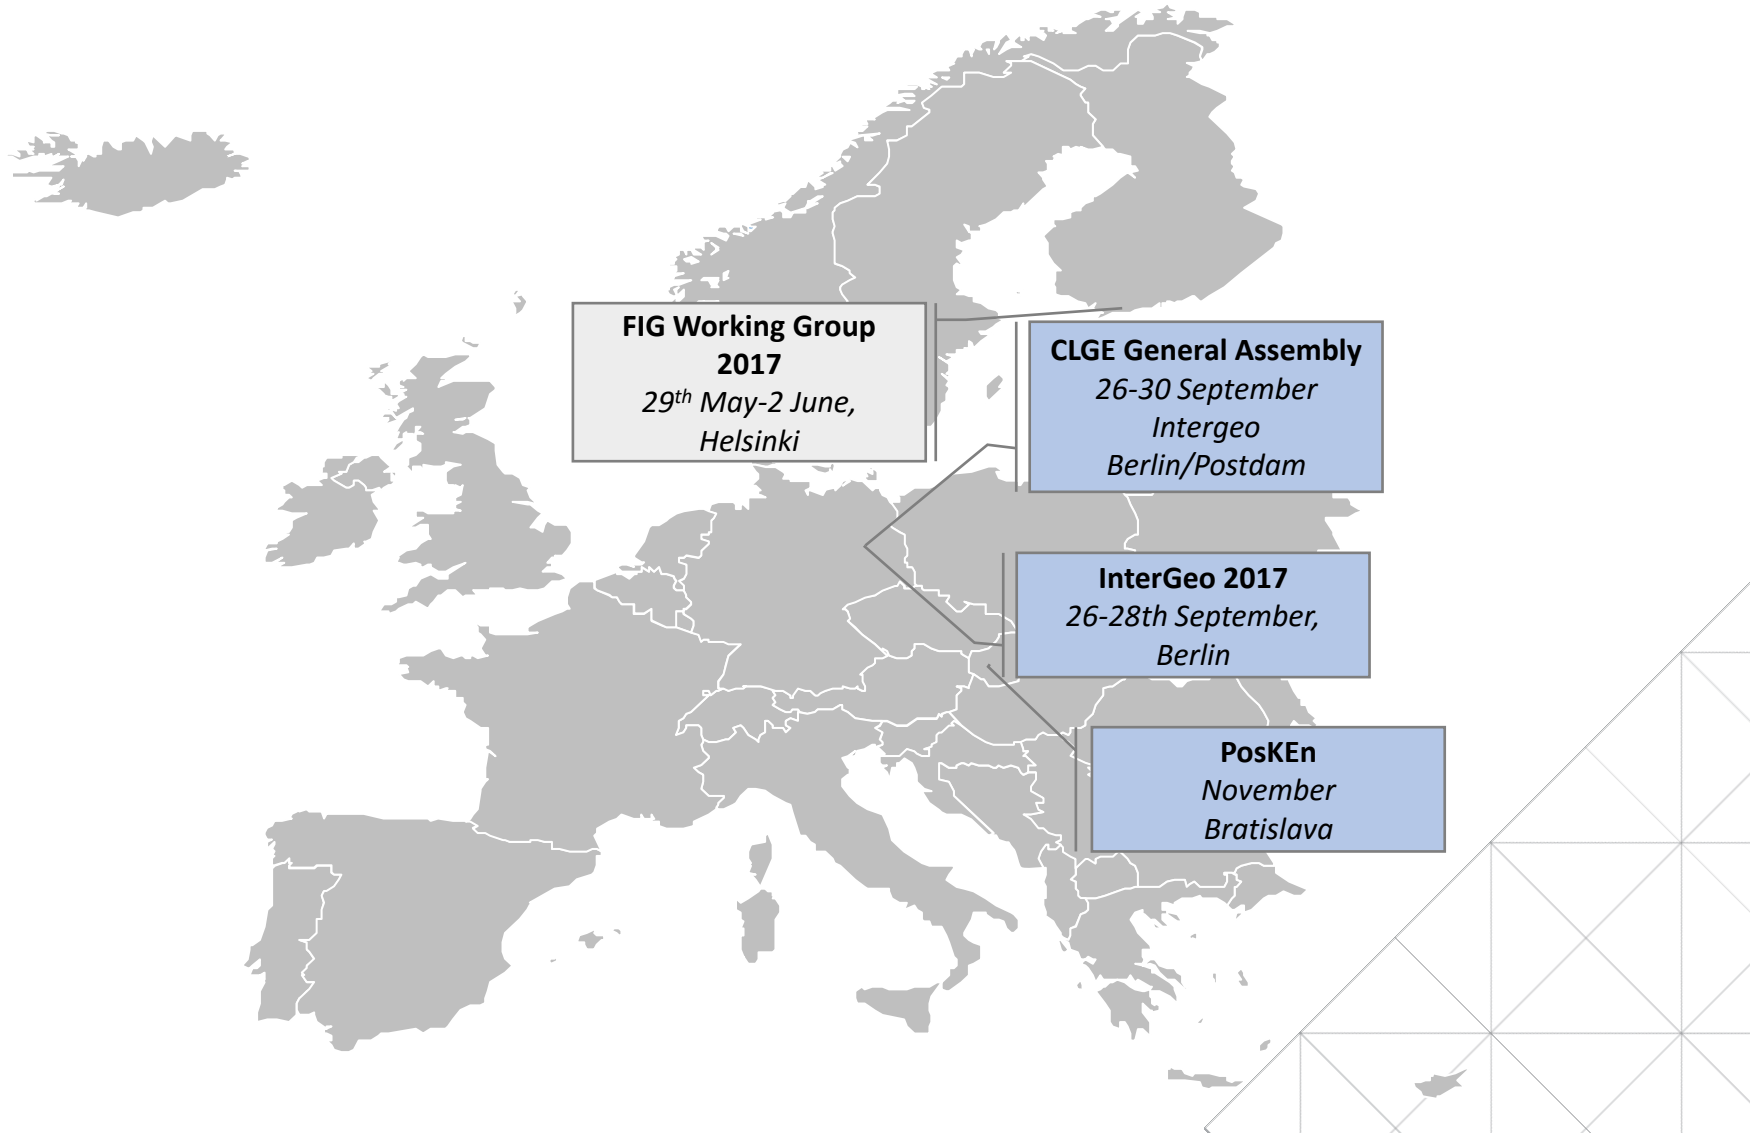 FIG Working Group
2017
29th May-2 June,
Helsinki
CLGE General Assembly
26-30 September
Intergeo
Berlin/Postdam
InterGeo 2017
26-28th September,
Berlin
PosKEn
November
Bratislava